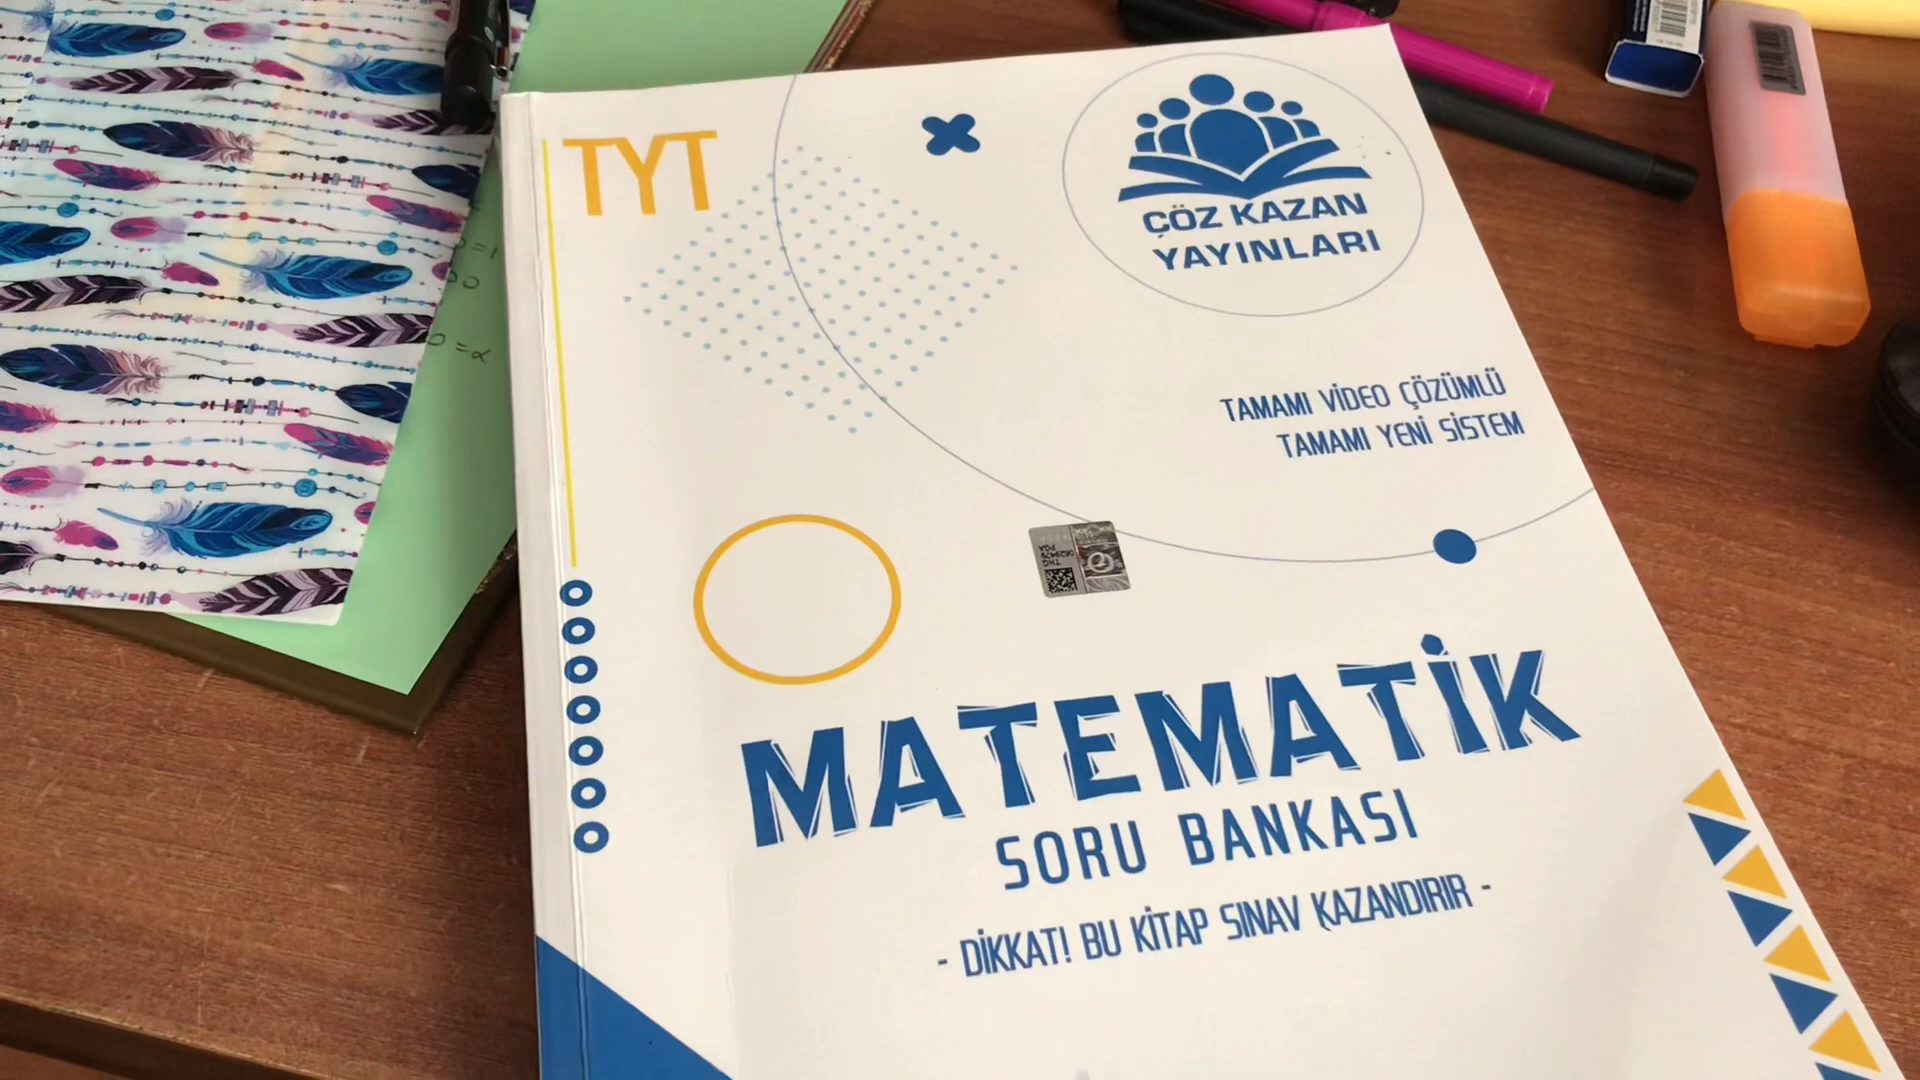 TYT
ÇÖZ KAZAN
YAYINLARI
TAMAMI VİDEO ÇÖZÜMLÜ
TAMAMI YENİ SİSTEM
MATEMATİK
SORU BANKASI
- DİKKAT! BU KİTAP SINAV KAZANDIRIR -